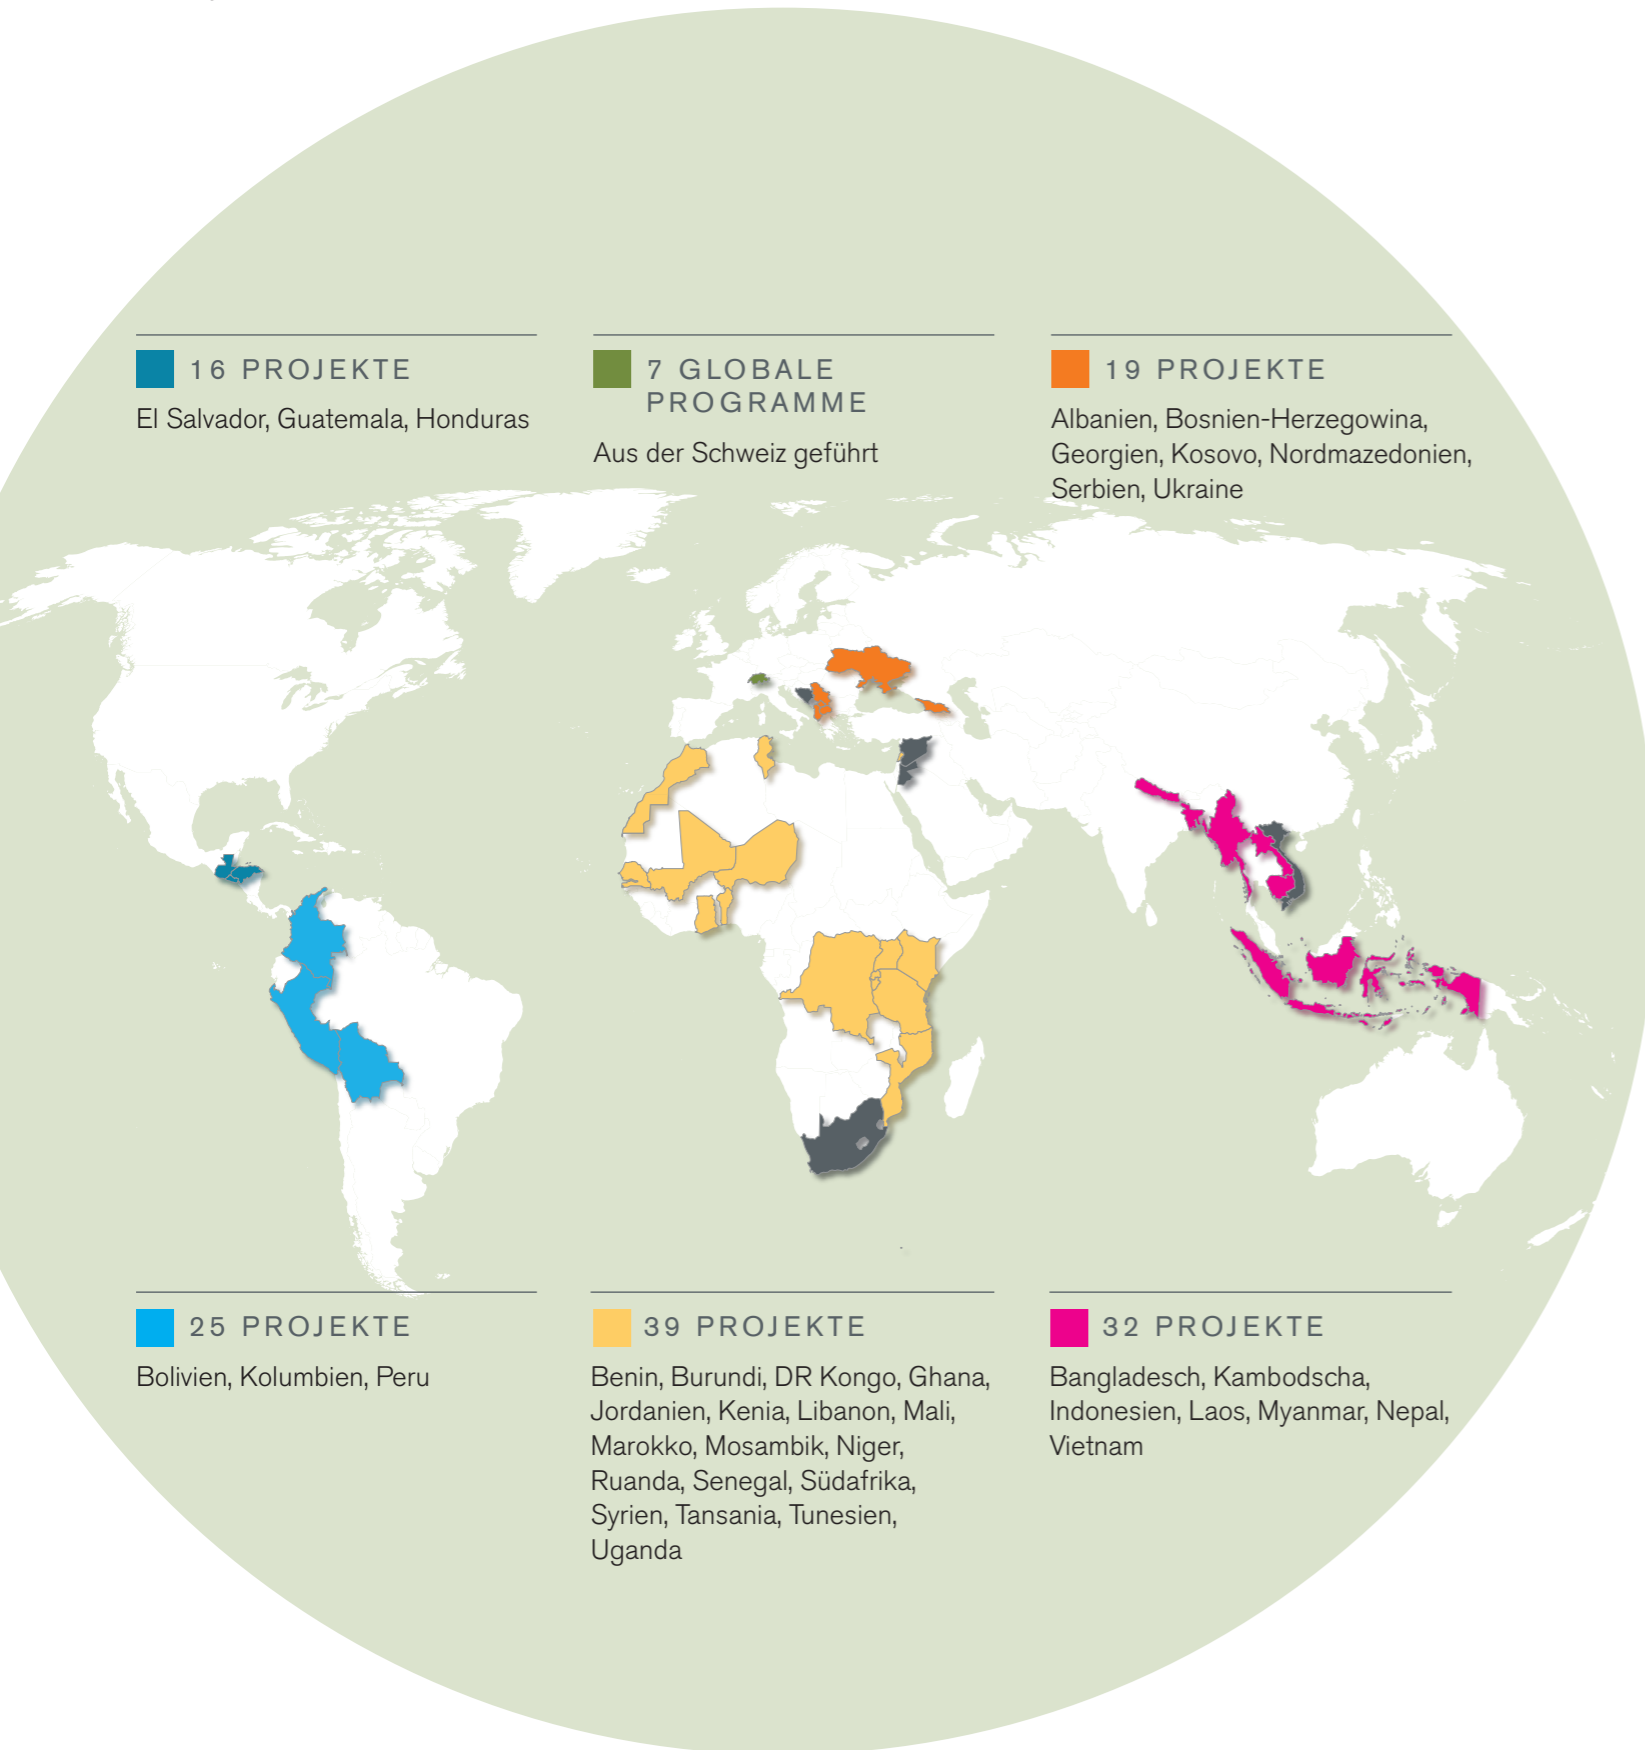 16 PROJEKTE
El Salvador, Guatemala, Honduras
7 GLOBALE
PROGRAMME
Aus der Schweiz geführt
19 PROJEKTE
Albanien, Bosnien-Herzegowina,
Georgien, Kosovo, Nordmazedonien,
Serbien, Ukraine
25 PROJEKTE
Bolivien, Kolumbien, Peru
39 PROJEKTE
Benin, Burundi, DR Kongo, Ghana,
Jordanien, Kenia, Libanon, Mali,
Marokko, Mosambik, Niger,
Ruanda, Senegal, Südafrika,
Syrien, Tansania, Tunesien,
Uganda
32 PROJEKTE
Bangladesch, Kambodscha,
Indonesien, Laos, Myanmar, Nepal,
Vietnam